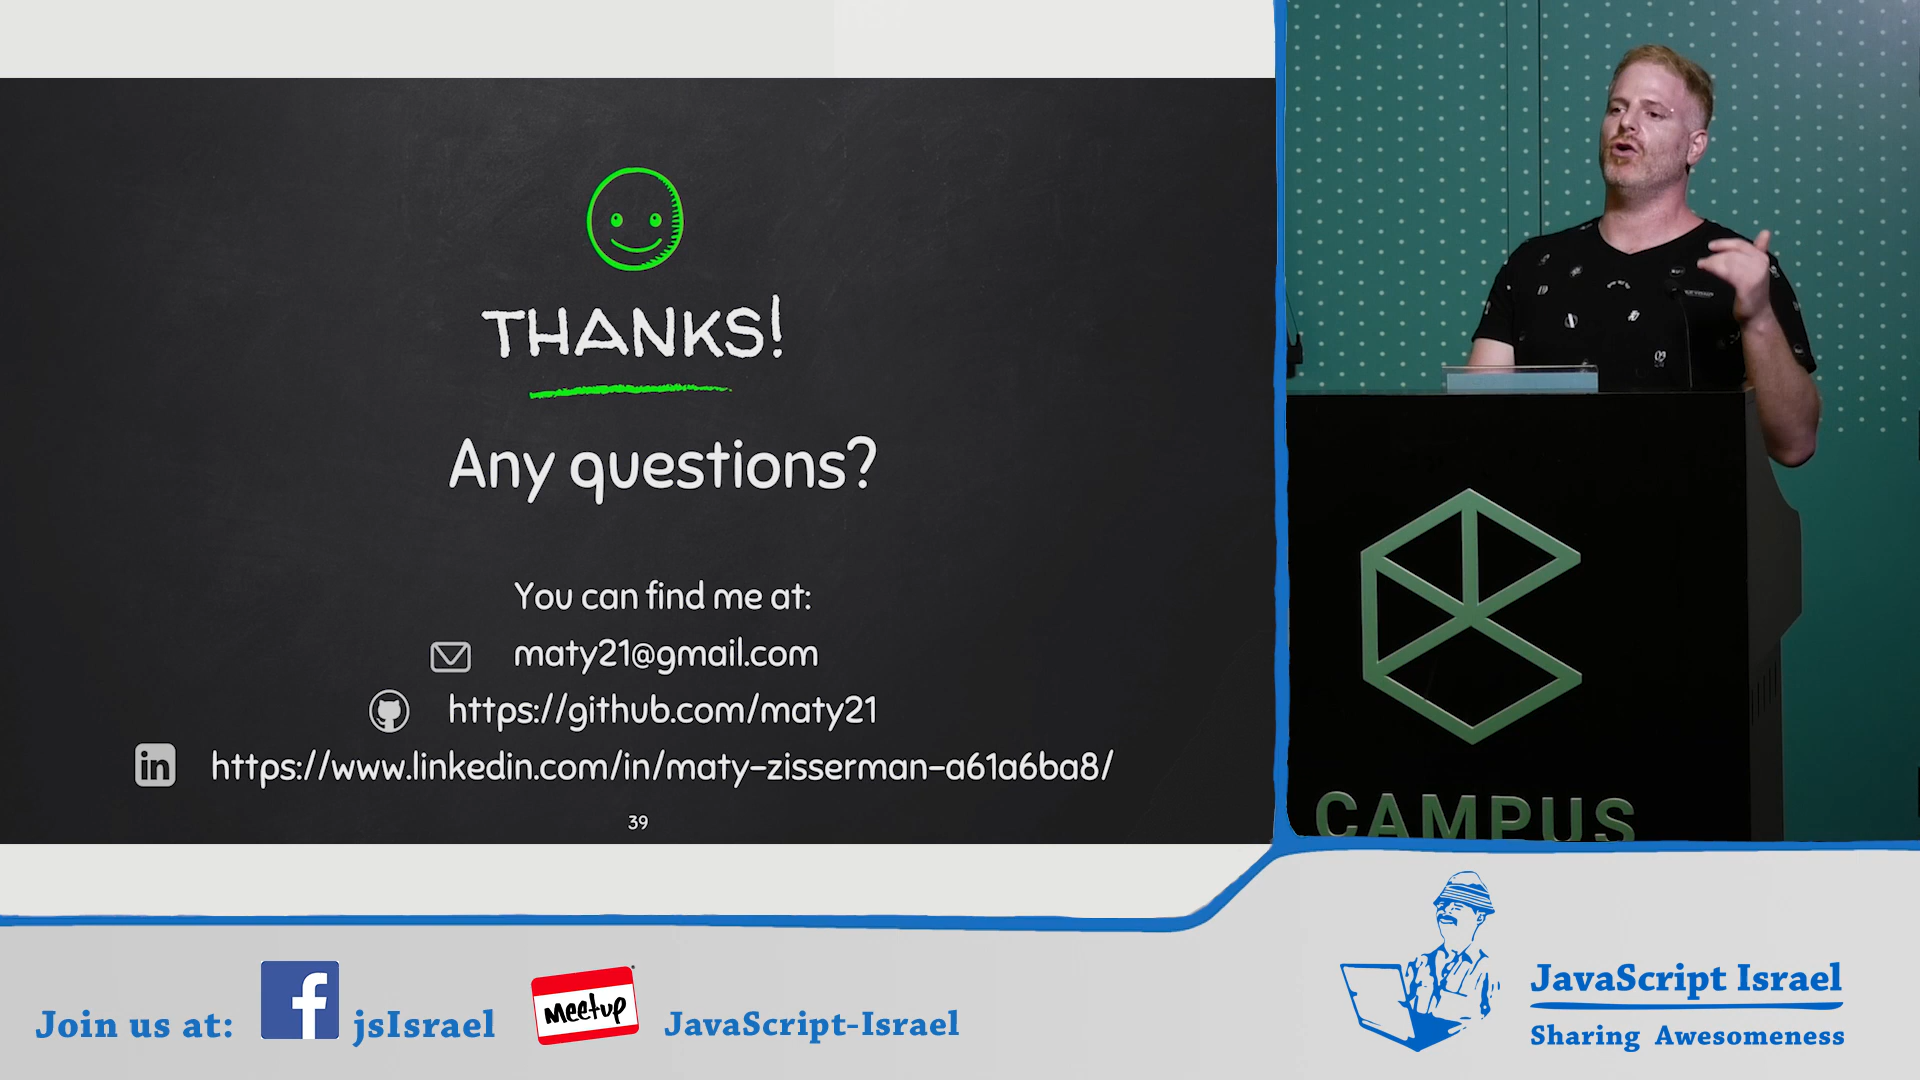 THANKS!
Any questions?
You can find me at:
maty21@gmail.com
https://github.com/maty21
in https://www.linkedin.com/in/maty-zisserman-a61a6ba8/
39
CAMPUS
Join us at: f jsIsrael Meetup JavaScript-Israel
JavaScript Israel
Sharing Awesomeness